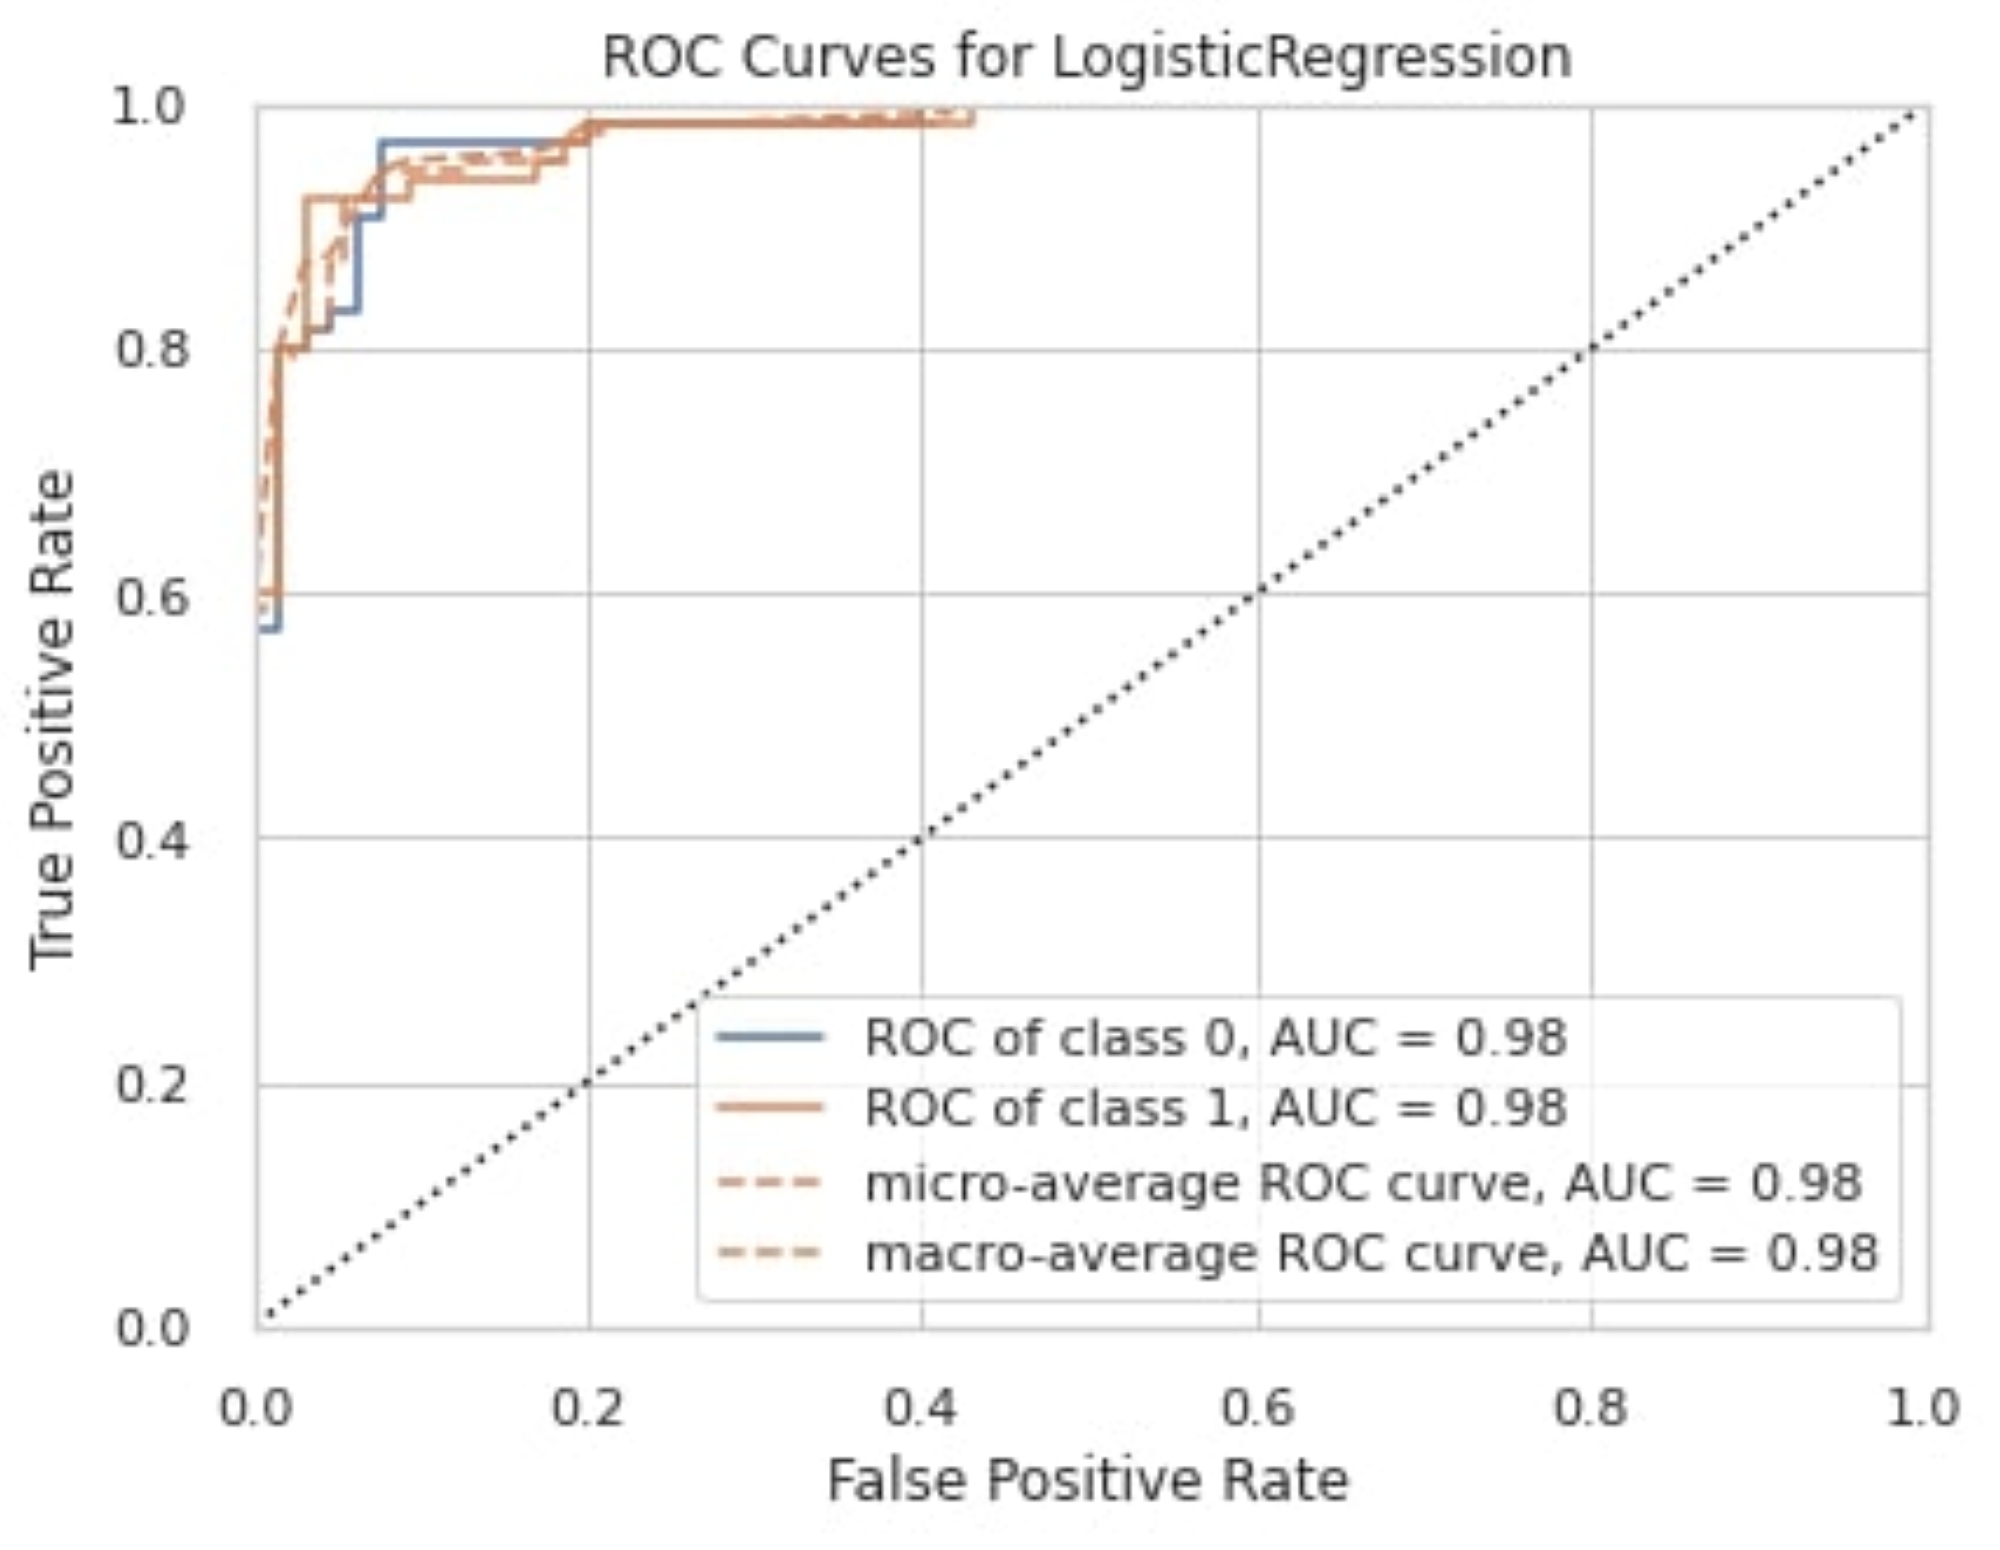 ROC Curves for LogisticRegression
1.0
0.8
0.6
0.4
0.2
0.0
True Positive Rate
ROC of class 0, AUC = 0.98
ROC of class 1, AUC = 0.98
micro-average ROC curve, AUC = 0.98
macro-average ROC curve, AUC = 0.98
0.0 0.2 0.4 0.6 0.8 1.0
False Positive Rate